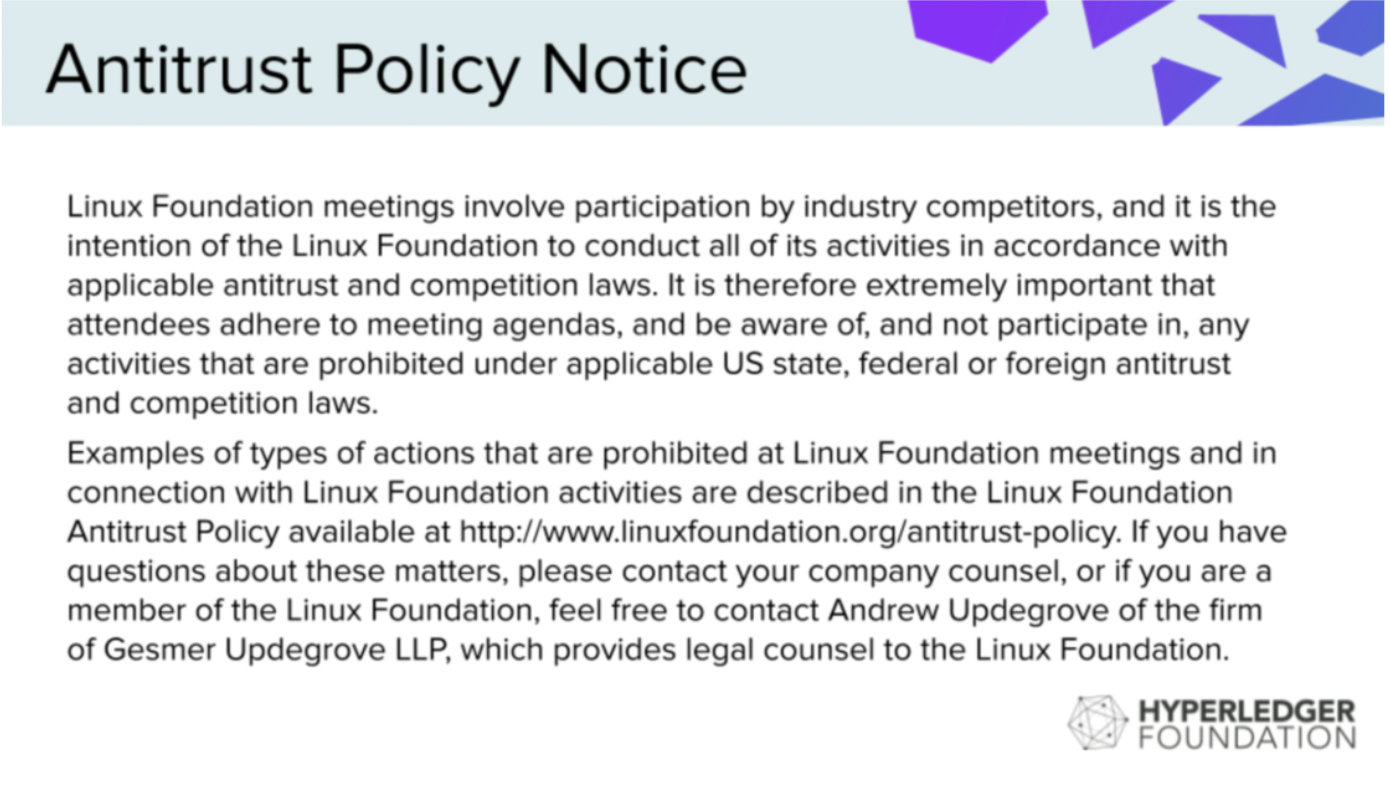 Antitrust Policy Notice
Linux Foundation meetings involve participation by industry competitors, and it is the
intention of the Linux Foundation to conduct all of its activities in accordance with
applicable antitrust and competition laws. It is therefore extremely important that
attendees adhere to meeting agendas, and be aware of, and not participate in, any
activities that are prohibited under applicable US state, federal or foreign antitrust
and competition laws.
Examples of types of actions that are prohibited at Linux Foundation meetings and in
connection with Linux Foundation activities are described in the Linux Foundation
Antitrust Policy available at http://www.linuxfoundation.org/antitrust-policy. If you have
questions about these matters, please contact your company counsel, or if you are a
member of the Linux Foundation, feel free to contact Andrew Updegrove of the firm
of Gesmer Updegrove LLP, which provides legal counsel to the Linux Foundation.
HYPERLEDGER
FOUNDATION